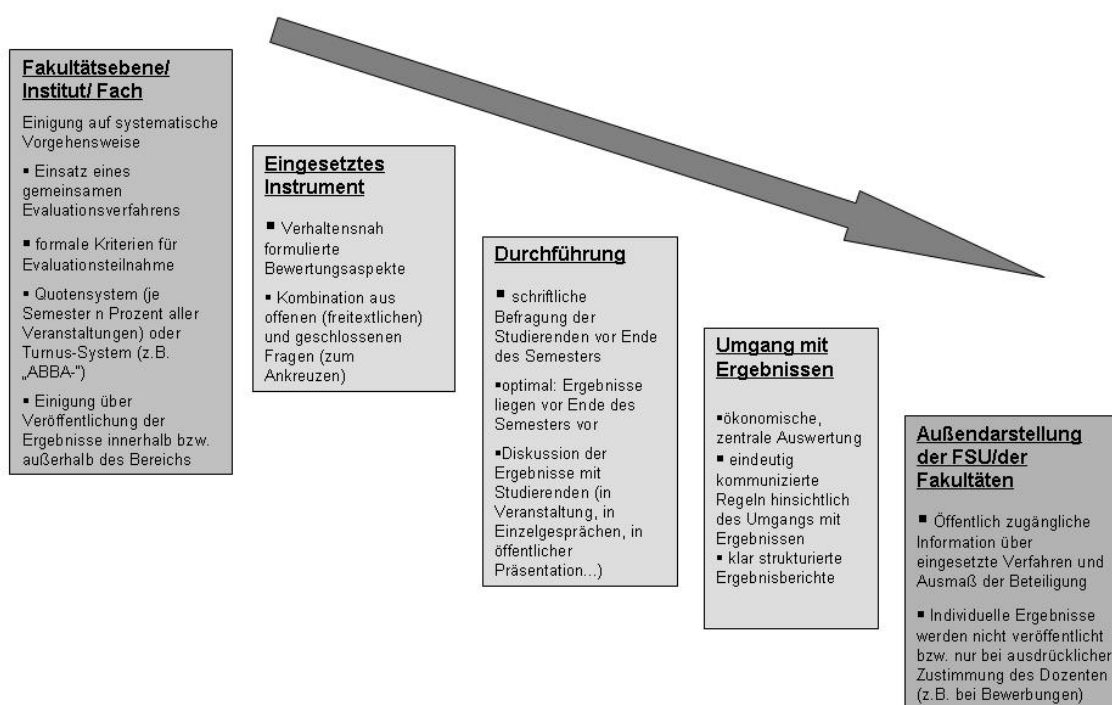 Fakultätsebene/
Institut/ Fach
Einigung auf systematische
Vorgehensweise
▪ Einsatz eines
gemeinsamen
Evaluationsverfahrens
▪ formale Kriterien für
Evaluationsteilnahme
▪ Quotensystem (je
Semester n Prozent aller
Veranstaltungen) oder
Turnus-System (z.B.
„ABBA-")
▪ Einigung über
Veröffentlichung der
Ergebnisse innerhalb bzw.
außerhalb des Bereichs
Eingesetztes
Instrument
▪ Verhaltensnah
formulierte
Bewertungsaspekte
▪ Kombination aus
offenen (freitextlichen)
und geschlossenen
Fragen (zum
Ankreuzen)
Durchführung
▪ schriftliche
Befragung der
Studierenden vor Ende
des Semesters
▪optimal: Ergebnisse
liegen vor Ende des
Semesters vor
▪Diskussion der
Ergebnisse mit
Studierenden (in
Veranstaltung, in
Einzelgesprächen, in
öffentlicher
Präsentation...)
Umgang mit
Ergebnissen
▪ökonomische,
zentrale Auswertung
▪ eindeutig
kommunizierte
Regeln hinsichtlich
des Umgangs mit
Ergebnissen
▪ klar strukturierte
Ergebnisberichte
Außendarstellung
der FSU/der
Fakultäten
▪ Öffentlich zugängliche
Information über
eingesetzte Verfahren und
Ausmaß der Beteiligung
▪ Individuelle Ergebnisse
werden nicht veröffentlicht
bzw. nur bei ausdrücklicher
Zustimmung des Dozenten
(z.B. bei Bewerbungen)